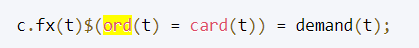 c.fx(t)$(ord(t) = card(t)) = demand(t);